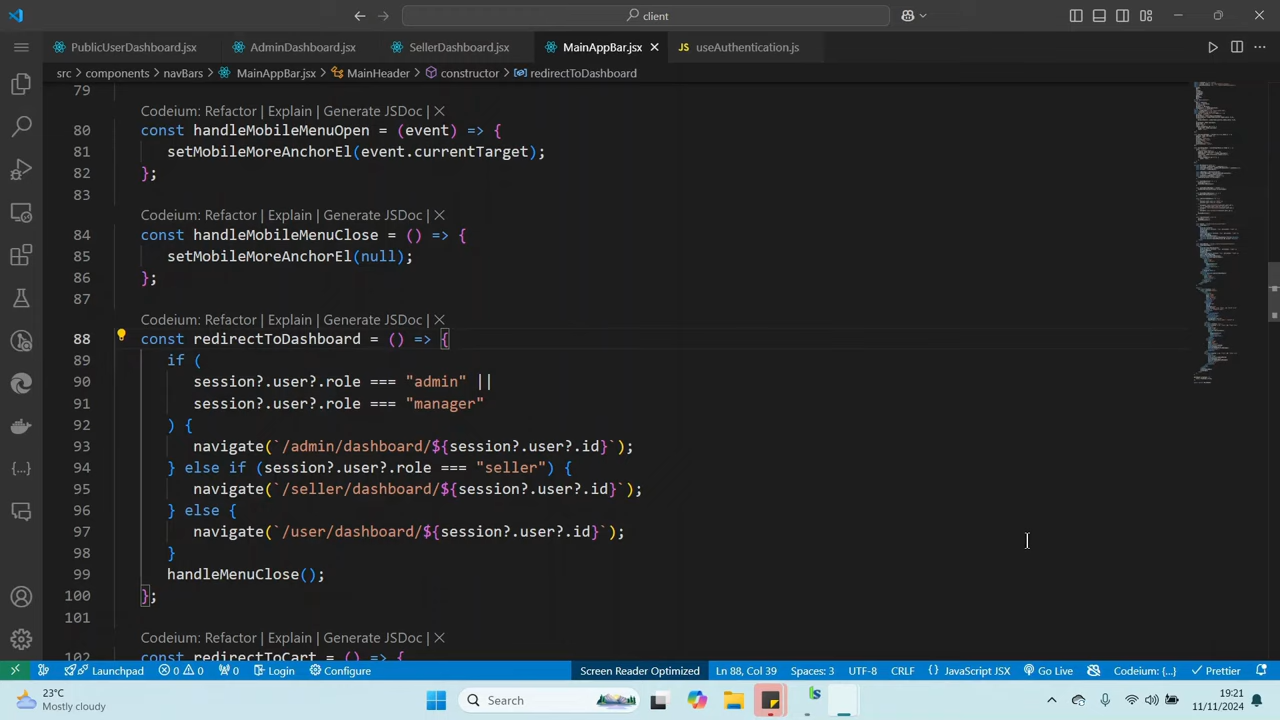 client
PublicUserDashboard.jsx
AdminDashboard.jsx
SellerDashboard.jsx
MainAppBar.jsx
JS useAuthentication.js
src > components > navBars > MainAppBar.jsx > MainHeader > constructor > redirectToDashboard
79
Codeium: Refactor | Explain | Generate JSDoc | X
80 const handleMobileMenuOpen = (event) => {
81 setMobileMoreAnchorEl(event.currentTarget);
82 };
83
Codeium: Refactor | Explain | Generate JSDoc | X
84 const handleMobileMenuClose = () => {
85 setMobileMoreAnchorEl(null);
86 };
87
Codeium: Refactor | Explain | Generate JSDoc | X
88 const redirectToDashboard = () => {
89 if (
90 session?.user?.role === "admin" ||
91 session?.user?.role === "manager"
92 ) {
93 navigate(`/admin/dashboard/${session?.user?.id}`);
94 } else if (session?.user?.role === "seller") {
95 navigate(`/seller/dashboard/${session?.user?.id}`);
96 } else {
97 navigate(`/user/dashboard/${session?.user?.id}`);
98 }
99 handleMenuClose();
100 };
101
Codeium: Refactor | Explain | Generate JSDoc | X
102 const redirectToCart = () => {
Launchpad 0 0 0 Login Configure Screen Reader Optimized Ln 88, Col 39 Spaces: 3 UTF-8 CRLF {} JavaScript JSX Go Live Codeium: {...} Prettier
23°C
Mostly cloudy
Search
19:21
11/11/2024